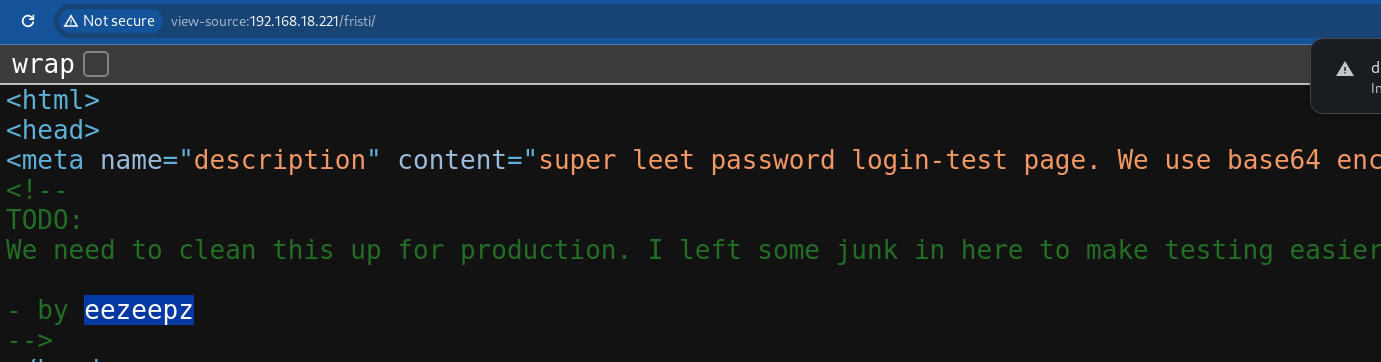 Not secure view-source:192.168.18.221/fristi/
wrap
<html>
<head>
<meta name="description" content="super leet password login-test page. We use base64 enc
<!--
TODO:
We need to clean this up for production. I left some junk in here to make testing easier
- by eezeepz
-->